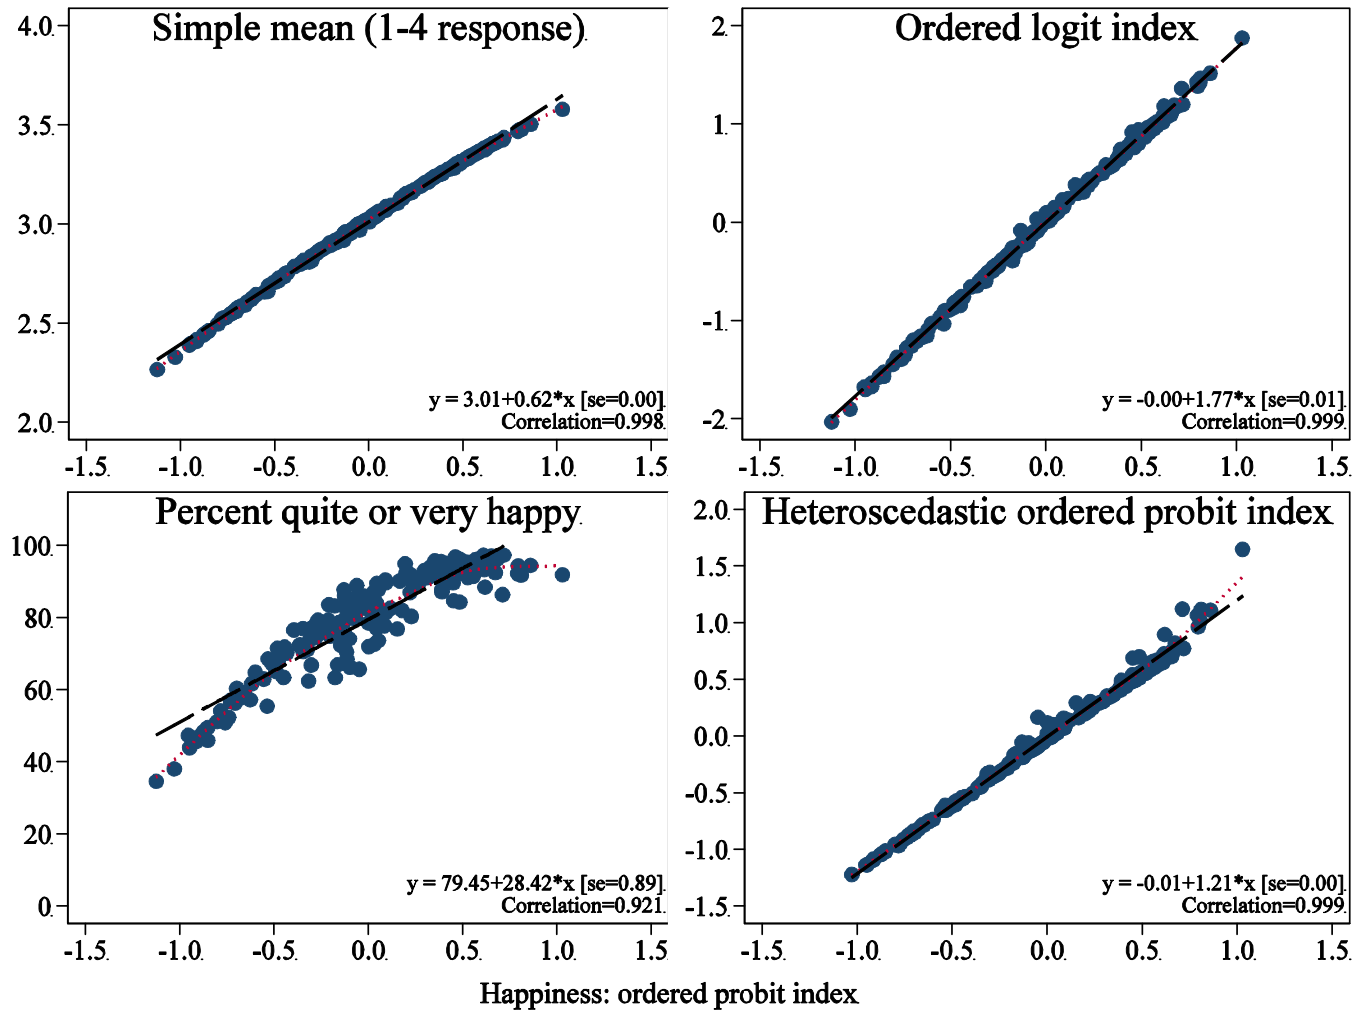 Simple mean (1-4 response).
4.0.
3.5.
3.0.
2.5.
2.0.
y = 3.01+0.62*x [se=0.00].
Correlation=0.998.
-1.5. -1.0. -0.5. 0.0. 0.5. 1.0. 1.5.
Ordered logit index
2.
1.
0.
-1.
-2.
y = -0.00+1.77*x [se=0.01].
Correlation=0.999.
-1.5. -1.0. -0.5. 0.0. 0.5. 1.0. 1.5.
Percent quite or very happy.
100.
80.
60.
40.
20.
0.
y = 79.45+28.42*x [se=0.89].
Correlation=0.921.
-1.5. -1.0. -0.5. 0.0. 0.5. 1.0. 1.5.
Heteroscedastic ordered probit index
2.0.
1.5.
1.0.
0.5.
0.0.
-0.5.
-1.0.
-1.5.
y = -0.01+1.21*x [se=0.00].
Correlation=0.999.
-1.5. -1.0. -0.5. 0.0. 0.5. 1.0. 1.5.
Happiness: ordered probit index